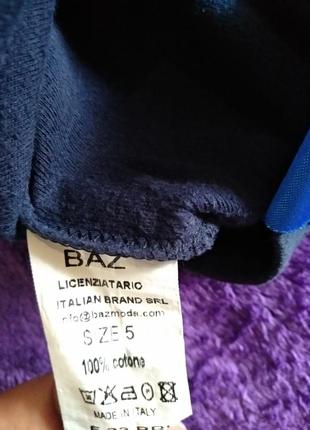 BAZ
LICENZIATARIO
ITALIAN BRAND SRL
info@bazmoda.com
SIZE 5
100% cotone
MADE IN ITALY